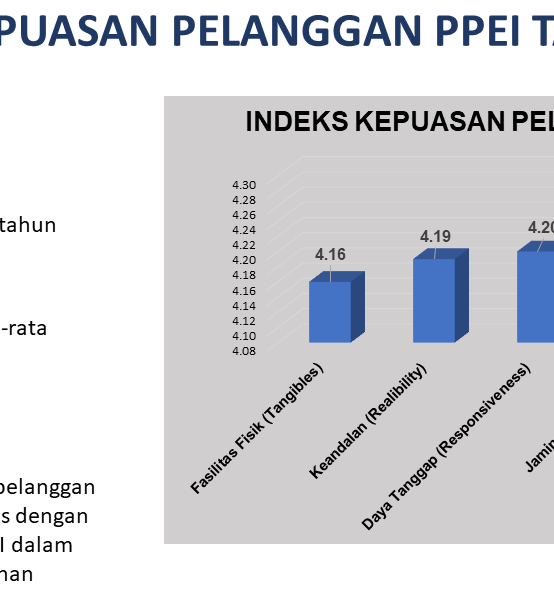 PUASAN PELANGGAN PPEI TA
tahun
-rata
pelanggan
s dengan
I dalam
nan
INDEKS KEPUASAN PEL
4.30
4.28
4.26
4.24
4.22
4.20
4.18
4.16
4.14
4.12
4.10
4.08
4.16
4.19
4.20
Fasilitas Fisik (Tangibles)
Keandalan (Realibility)
Daya Tanggap (Responsiveness)
Jamin